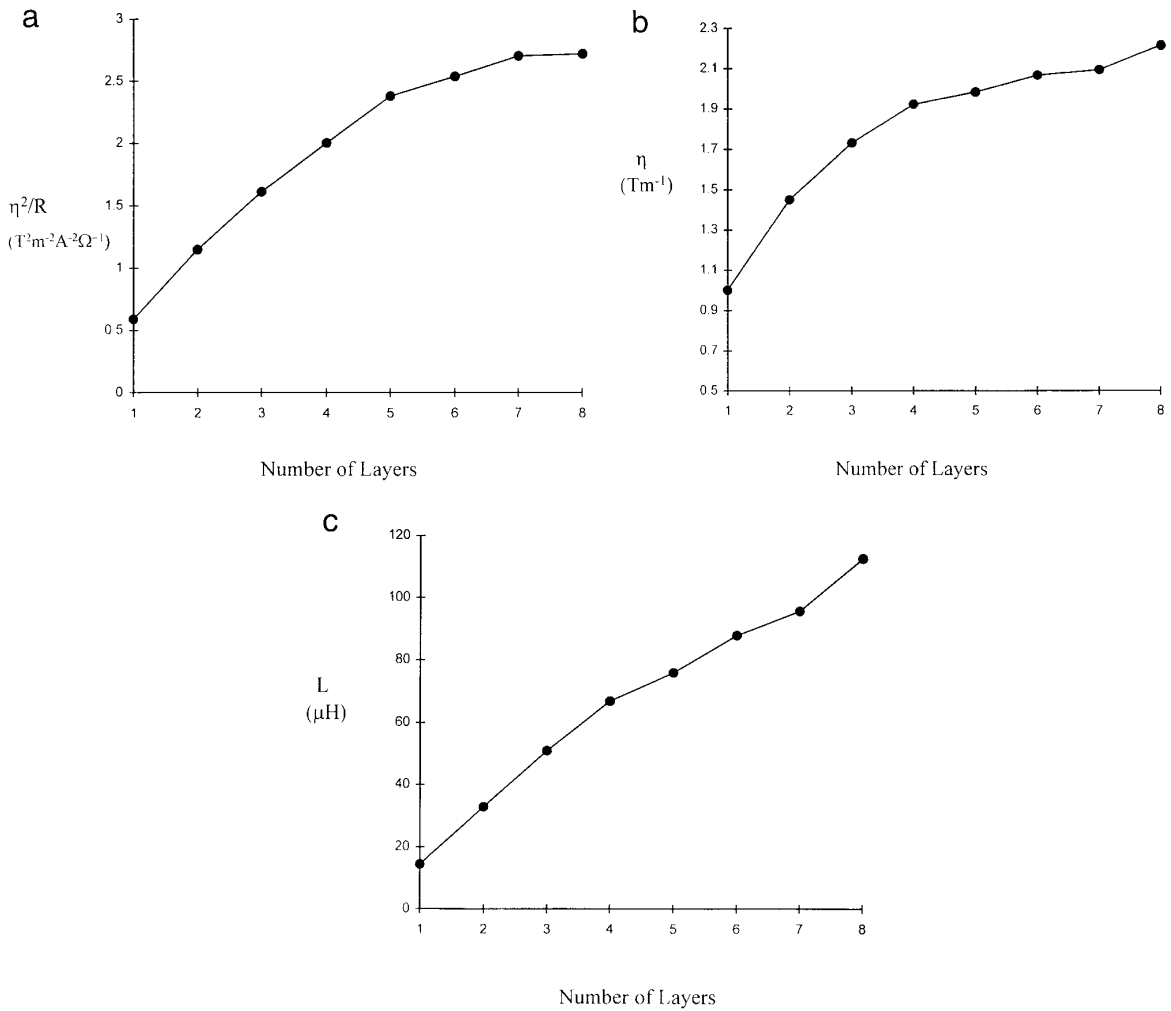 a
3
2.5
2
1.5
1
0 5
0
η²/R
(T²m⁻²A⁻²Ω⁻¹)
1 2 3 4 5 6 7 8
Number of Layers
b
2.3
2.1
1.9
1.7
1.5
1.3
1.1
0.9
0.7
0 5
η
(Tm⁻¹)
1 2 3 4 5 6 7 8
Number of Layers
c
120
100
80
60
40
20
0
L
(μH)
1 2 3 4 5 6 7 8
Number of Layers